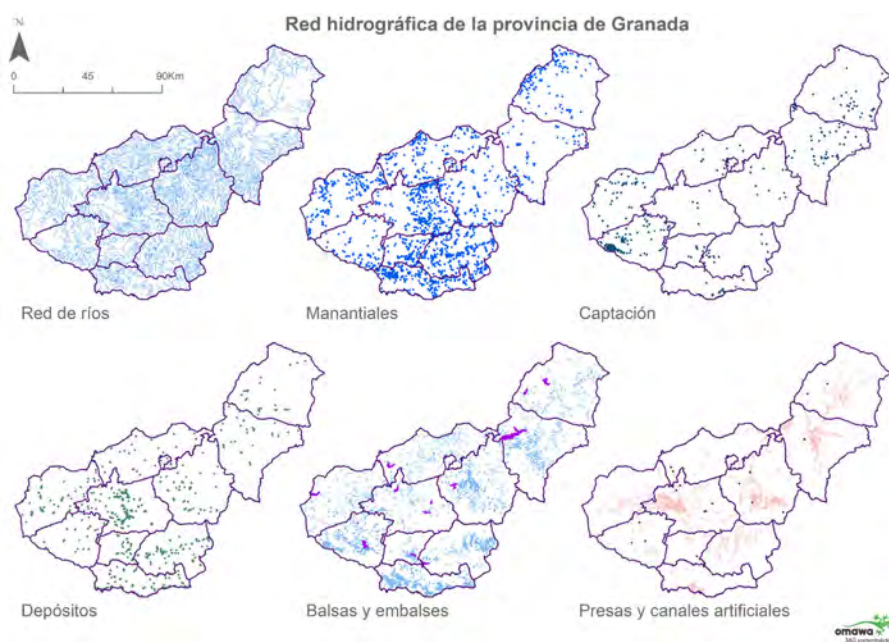 Red hidrográfica de la provincia de Granada
N
0 45 90Km
Red de ríos
Manantiales
Captación
Depósitos
Balsas y embalses
Presas y canales artificiales
omawa